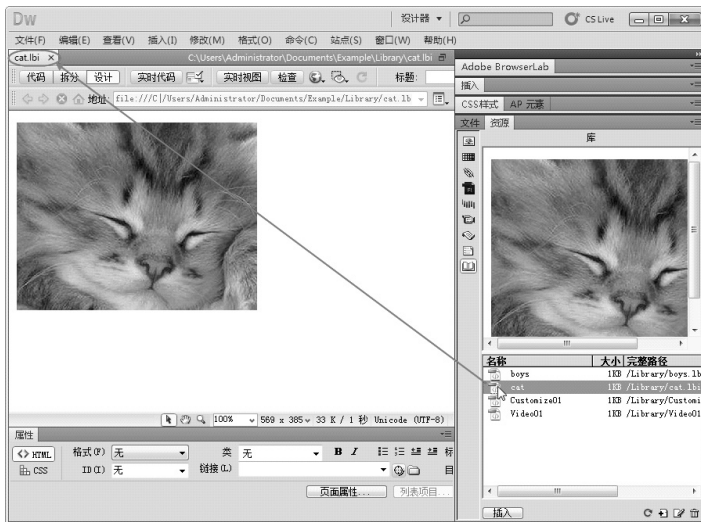 Dw 设计器 CS Live
文件(F) 编辑(E) 查看(V) 插入(I) 修改(M) 格式(O) 命令(C) 站点(S) 窗口(W) 帮助(H)
cat.lbi × C:\Users\Administrator\Documents\Example\Library\cat.lbi
代码 拆分 设计 实时代码 实时视图 检查 标题:
地址: file:///C|/Users/Administrator/Documents/Example/Library/cat.lb
100% 569 x 385 33 K / 1 秒 Unicode (UTF-8)
属性
<> HTML 格式(F) 无 类 无 B I 标
CSS ID(I) 无 链接(L) 目
页面属性... 列表项目...
Adobe BrowserLab
插入
CSS样式 AP 元素
文件 资源
库
名称 大小 完整路径
boys 1KB /Library/boys.lb
cat 1KB /Library/cat.lbi
Customize01 1KB /Library/Customi
Video01 1KB /Library/Video01
插入